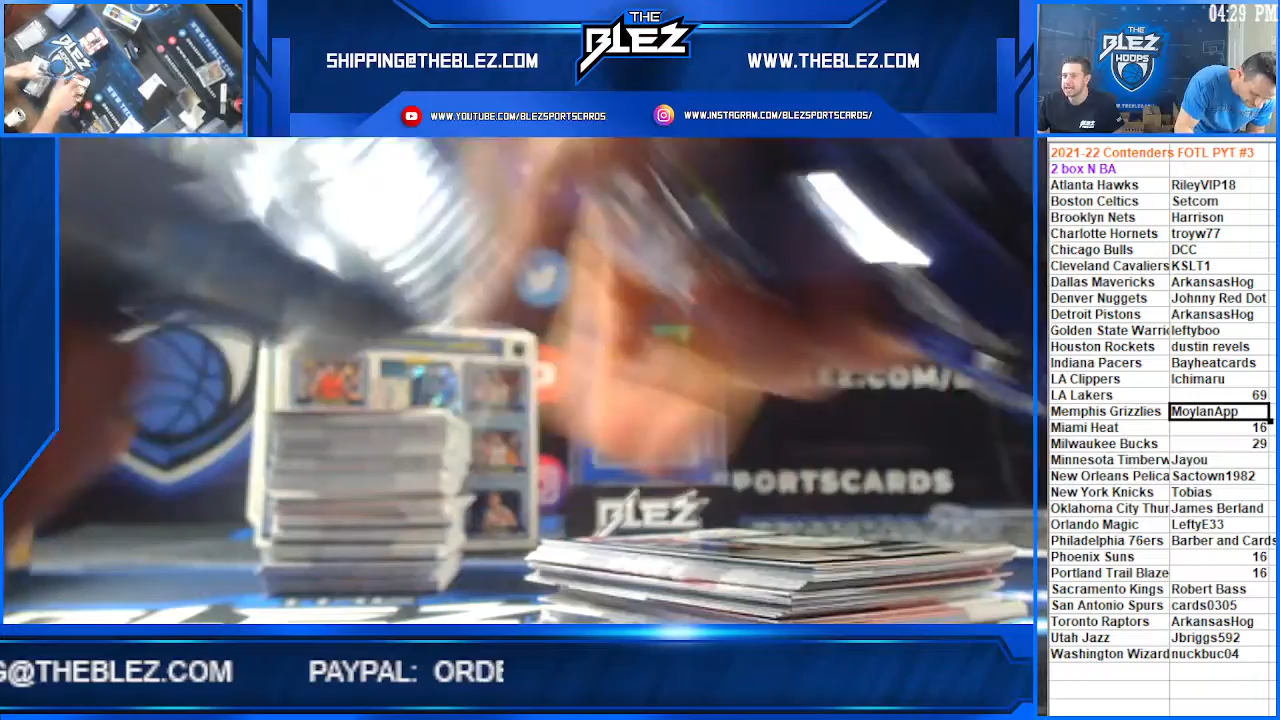 04:29 PM
THE
BLEZ
SHIPPING@THEBLEZ.COM
WWW.THEBLEZ.COM
WWW.YOUTUBE.COM/BLEZSPORTSCARDS
WWW.INSTAGRAM.COM/BLEZSPORTSCARDS/
THE
BLEZ
HOOPS
2021-22 Contenders FOTL PYT #3
2 box N BA
Atlanta Hawks RileyVIP18
Boston Celtics Setcorn
Brooklyn Nets Harrison
Charlotte Hornets troyw77
Chicago Bulls DCC
Cleveland Cavaliers KSLT1
Dallas Mavericks ArkansasHog
Denver Nuggets Johnny Red Dot
Detroit Pistons ArkansasHog
Golden State Warri leftyboo
Houston Rockets dustin revels
Indiana Pacers Bayheatcards
LA Clippers Ichimaru
LA Lakers 69
Memphis Grizzlies MoylanApp
Miami Heat 16
Milwaukee Bucks 29
Minnesota Timberw Jayou
New Orleans Pelica Sactown1982
New York Knicks Tobias
Oklahoma City Thu James Berland
Orlando Magic LeftyE33
Philadelphia 76ers Barber and Cards
Phoenix Suns 16
Portland Trail Blaze 16
Sacramento Kings Robert Bass
San Antonio Spurs cards0305
Toronto Raptors ArkansasHog
Utah Jazz Jbriggs592
Washington Wizard nuckbuc04
EZ.COM/
PORTSCARDS
BLEZ
G@THEBLEZ.COM PAYPAL: ORDE